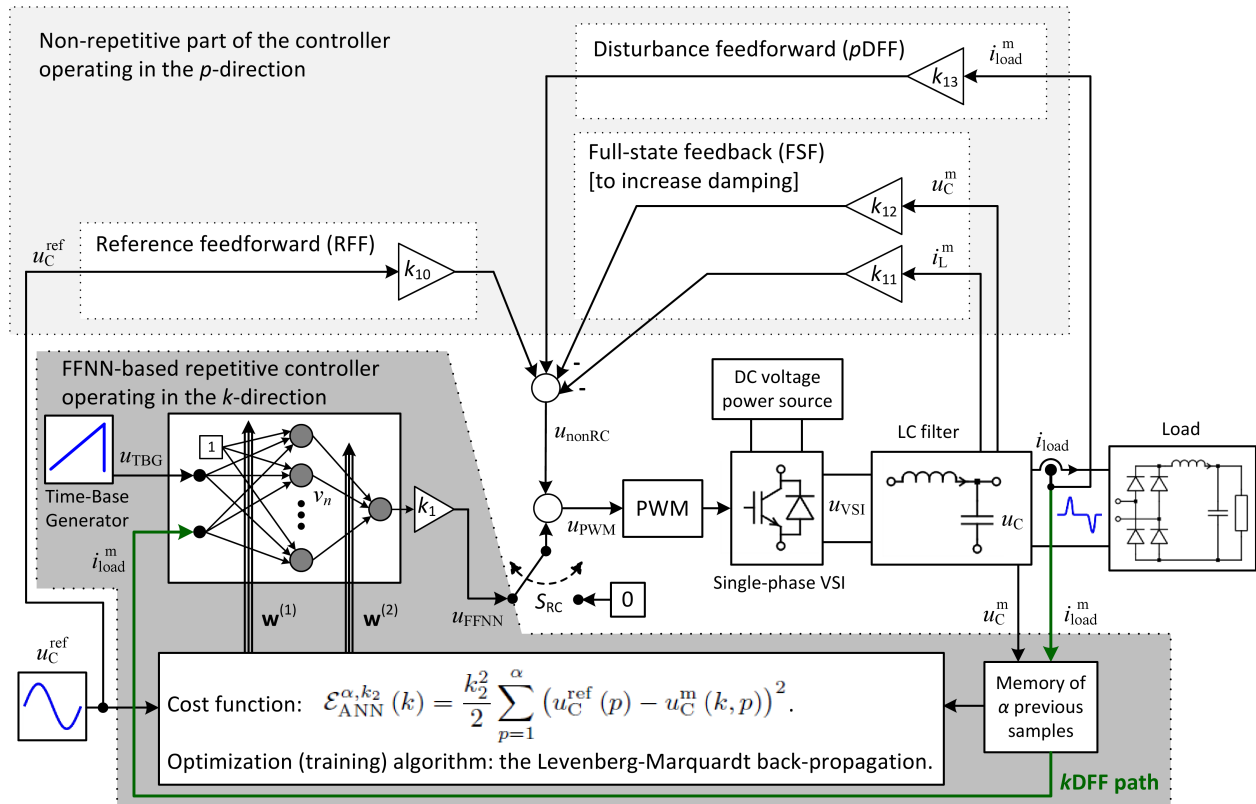 Non-repetitive part of the controller
operating in the p-direction
Disturbance feedforward (pDFF)
k₁₃
i_load^m
Full-state feedback (FSF)
[to increase damping]
k₁₂
u_C^m
k₁₁
i_L^m
Reference feedforward (RFF)
u_C^ref
k₁₀
-
-
FFNN-based repetitive controller
operating in the k-direction
u_TBG
Time-Base
Generator
i_load^m
1
v_n
k₁
w⁽¹⁾
w⁽²⁾
u_FFNN
S_RC
0
u_nonRC
u_PWM
PWM
DC voltage
power source
Single-phase VSI
u_VSI
LC filter
u_C
i_load
Load
u_C^m
i_load^m
u_C^ref
Cost function: ℰ_ANN^{α,k₂} (k) = k₂²/2 ∑_{p=1}^{α} (u_C^ref (p) − u_C^m (k, p))².
Optimization (training) algorithm: the Levenberg-Marquardt back-propagation.
Memory of
α previous
samples
kDFF path